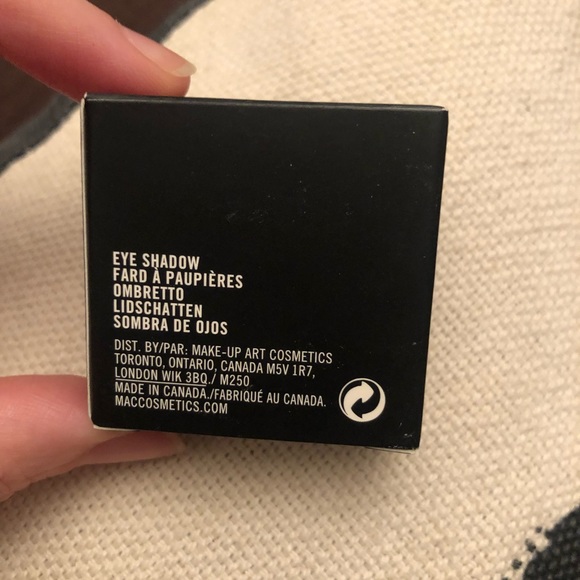 EYE SHADOW
FARD À PAUPIÈRES
OMBRETTO
LIDSCHATTEN
SOMBRA DE OJOS
DIST. BY/PAR: MAKE-UP ART COSMETICS
TORONTO, ONTARIO, CANADA M5V 1R7,
LONDON W1K 3BQ./ M250
MADE IN CANADA./FABRIQUÉ AU CANADA.
MACCOSMETICS.COM